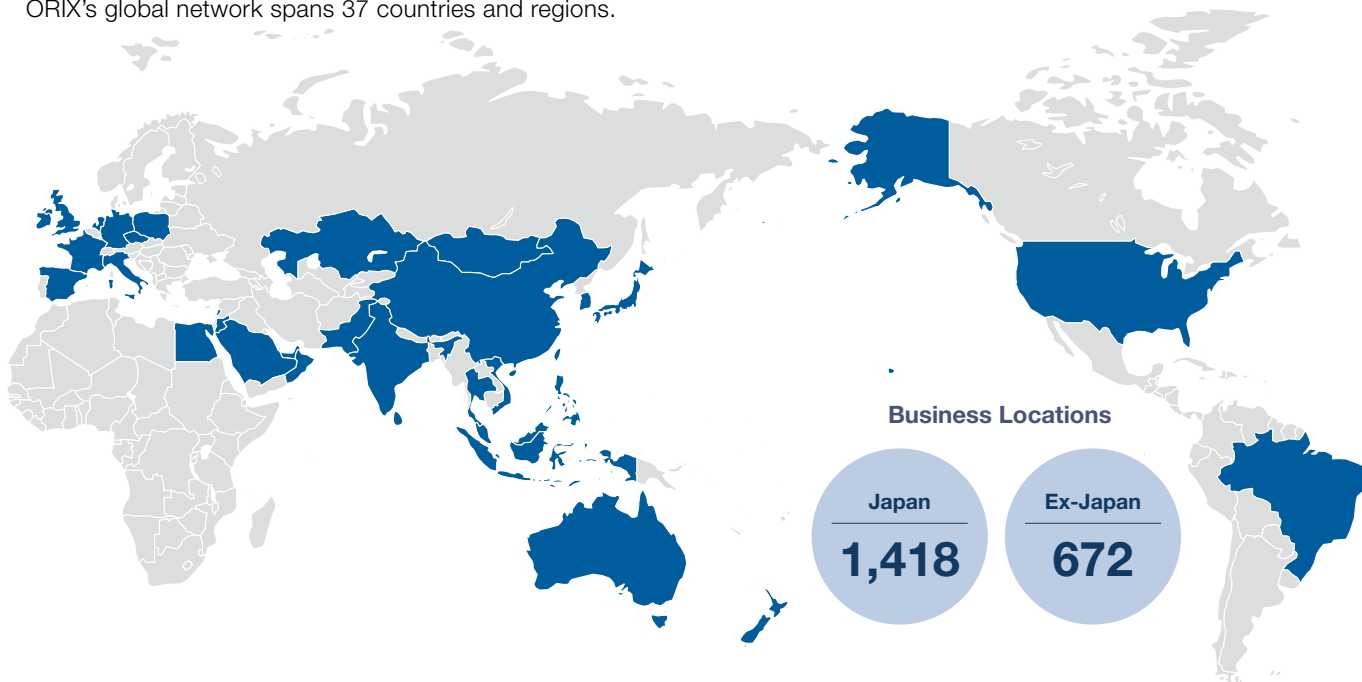 ORIX’s global network spans 37 countries and regions.
Business Locations
Japan
1,418
Ex-Japan
672